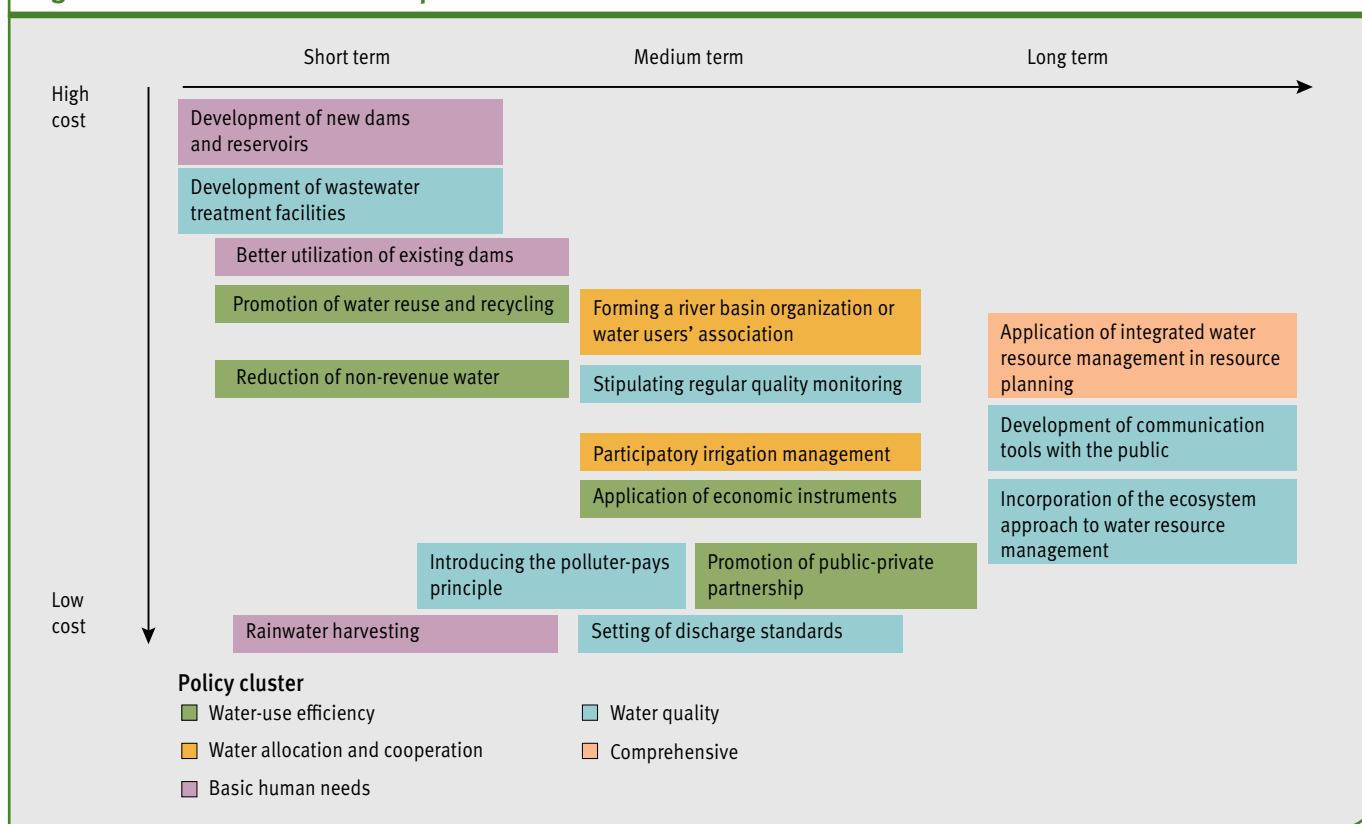 Short term
Medium term
Long term
High
cost
Development of new dams
and reservoirs
Development of wastewater
treatment facilities
Better utilization of existing dams
Promotion of water reuse and recycling
Forming a river basin organization or
water users’ association
Application of integrated water
resource management in resource
planning
Reduction of non-revenue water
Stipulating regular quality monitoring
Development of communication
tools with the public
Participatory irrigation management
Application of economic instruments
Incorporation of the ecosystem
approach to water resource
management
Introducing the polluter-pays
principle
Promotion of public-private
partnership
Low
cost
Rainwater harvesting
Setting of discharge standards
Policy cluster
Water-use efficiency
Water quality
Water allocation and cooperation
Comprehensive
Basic human needs